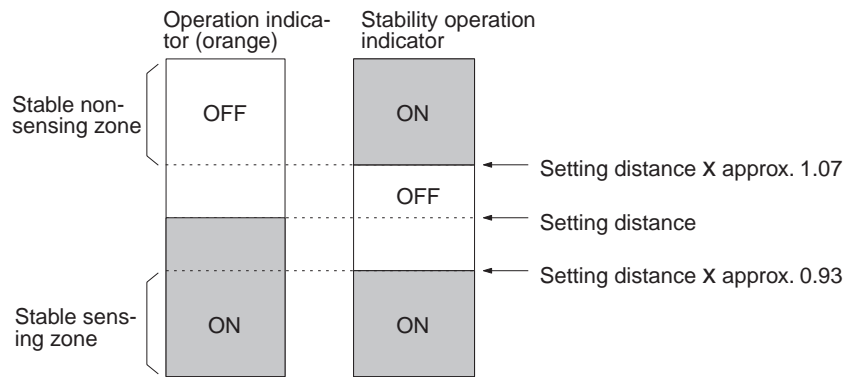 Operation indica-
tor (orange)
Stability operation
indicator
Stable non-
sensing zone
OFF
ON
Setting distance X approx. 1.07
OFF
Setting distance
Setting distance X approx. 0.93
Stable sens-
ing zone
ON
ON